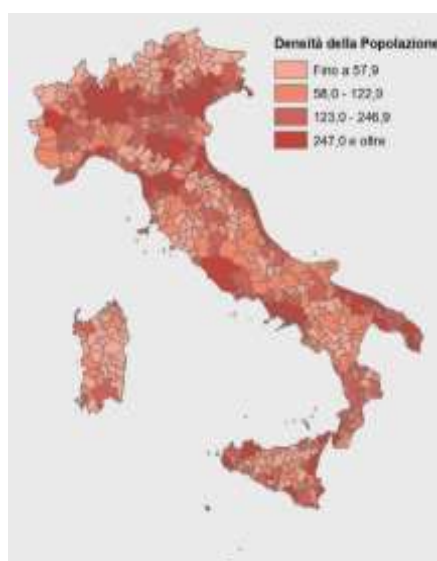 Densità della Popolazione
Fino a 57,9
58,0 - 122,9
123,0 - 246,9
247,0 e oltre